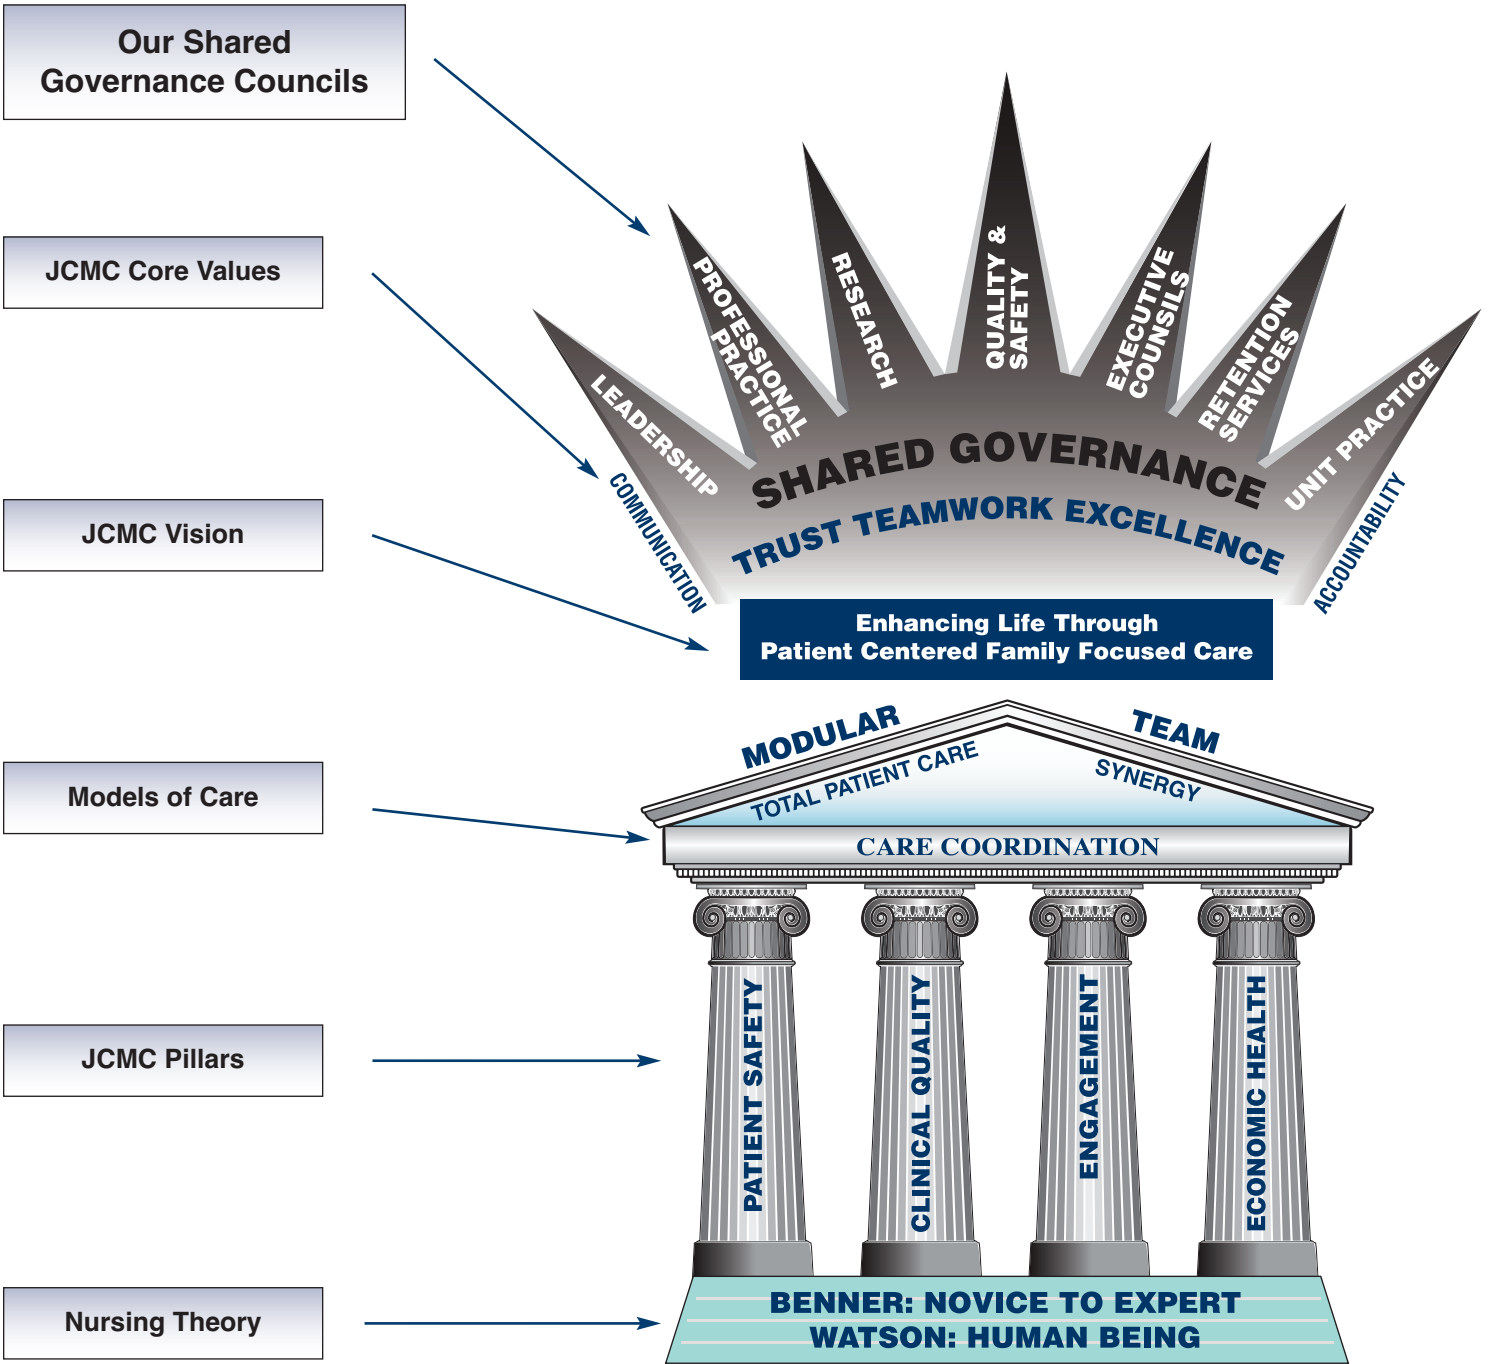 Our Shared
Governance Councils
JCMC Core Values
JCMC Vision
Models of Care
JCMC Pillars
Nursing Theory
LEADERSHIP
PROFESSIONAL
PRACTICE
RESEARCH
QUALITY &
SAFETY
EXECUTIVE
COUNSILS
RETENTION
SERVICES
UNIT PRACTICE
SHARED GOVERNANCE
TRUST TEAMWORK EXCELLENCE
COMMUNICATION
ACCOUNTABILITY
Enhancing Life Through
Patient Centered Family Focused Care
MODULAR
TEAM
TOTAL PATIENT CARE
SYNERGY
CARE COORDINATION
PATIENT SAFETY
CLINICAL QUALITY
ENGAGEMENT
ECONOMIC HEALTH
BENNER: NOVICE TO EXPERT
WATSON: HUMAN BEING